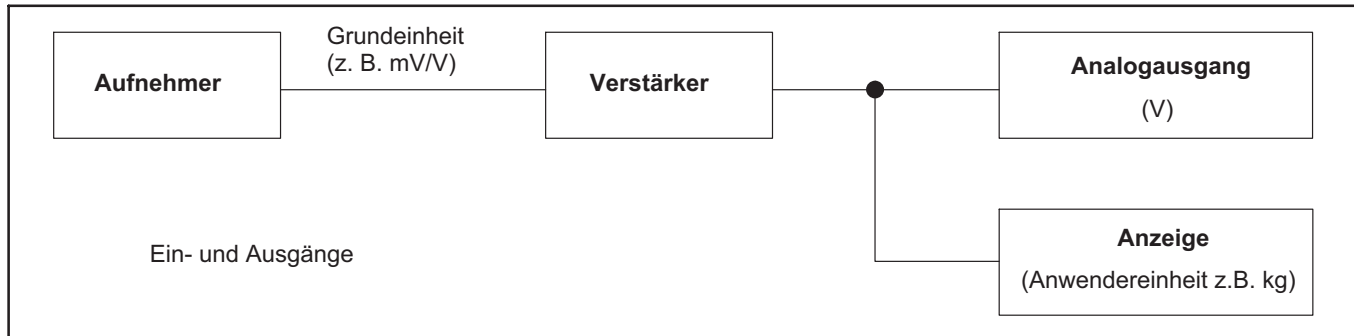 Aufnehmer
Grundeinheit
(z. B. mV/V)
Verstärker
Analogausgang
(V)
Anzeige
(Anwendereinheit z.B. kg)
Ein- und Ausgänge